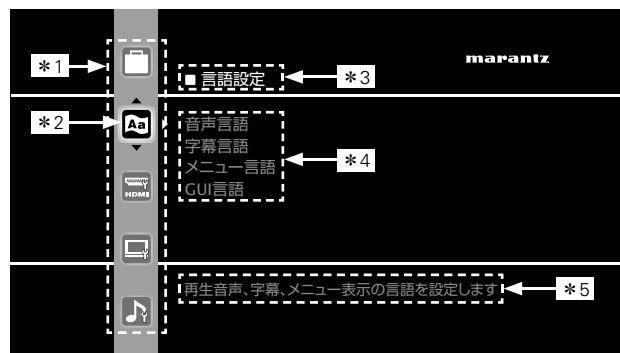 ＊1
marantz
■ 言語設定
＊3
＊2
Aa
音声言語
字幕言語
メニュー言語
GUI言語
＊4
HDMI
再生音声、字幕、メニュー表示の言語を設定します
＊5